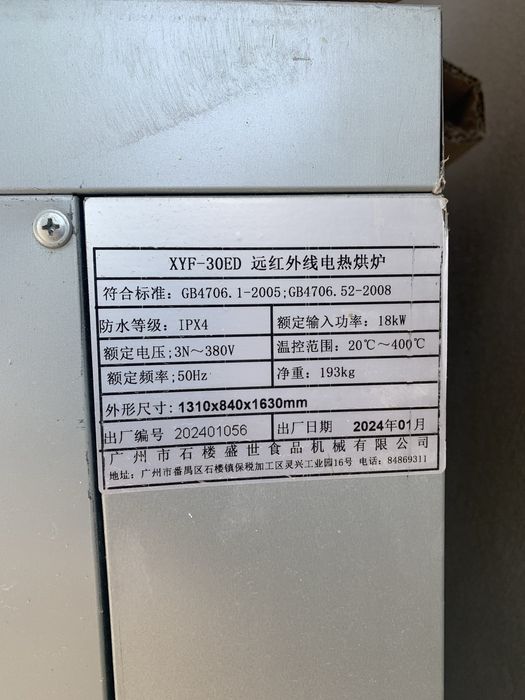 XYF-30ED 远红外线电热烘炉
符合标准: GB4706.1-2005;GB4706.52-2008
防水等级: IPX4 额定输入功率: 18kW
额定电压;3N～380V 温控范围: 20℃～400℃
额定频率;50Hz 净重: 193kg
外形尺寸: 1310x840x1630mm
出厂编号 202401056 出厂日期 2024年01月
广州市石楼盛世食品机械有限公司
地址: 广州市番禺区石楼镇保税加工区灵兴工业园16号 电话: 84869311